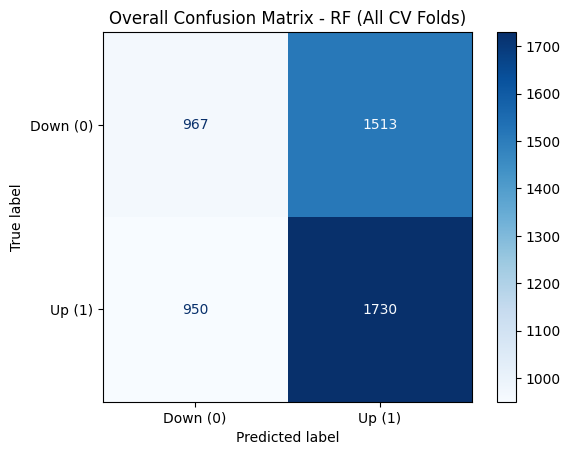 Overall Confusion Matrix - RF (All CV Folds)
True label
Down (0)
967
1513
Up (1)
950
1730
Down (0)
Up (1)
Predicted label
1700
1600
1500
1400
1300
1200
1100
1000